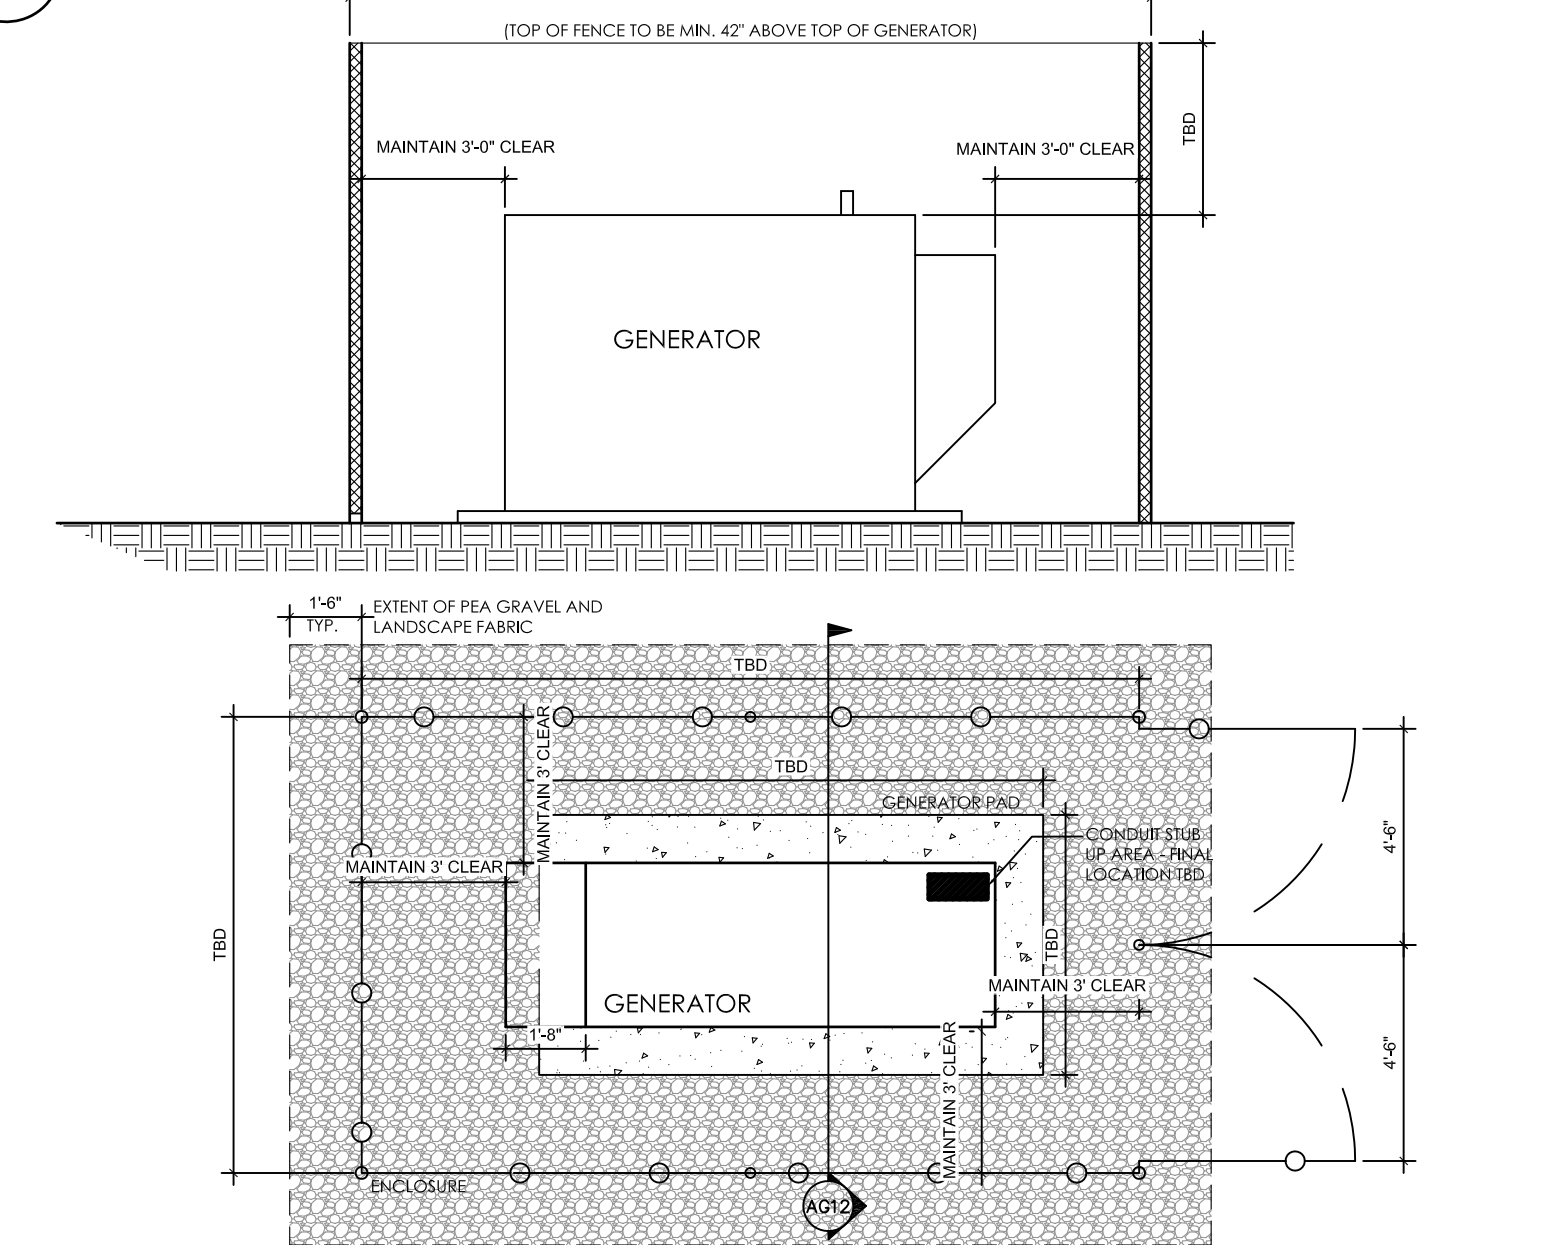 (TOP OF FENCE TO BE MIN. 42" ABOVE TOP OF GENERATOR)
MAINTAIN 3'-0" CLEAR
MAINTAIN 3'-0" CLEAR
TBD
GENERATOR
1'-6"
TYP.
EXTENT OF PEA GRAVEL AND
LANDSCAPE FABRIC
TBD
MAINTAIN 3' CLEAR
TBD
GENERATOR PAD
CONDUIT STUB
UP AREA - FINAL
LOCATION TBD
4'-6"
MAINTAIN 3' CLEAR
TBD
TBD
MAINTAIN 3' CLEAR
GENERATOR
1'-8"
MAINTAIN 3' CLEAR
4'-6"
ENCLOSURE
AG12